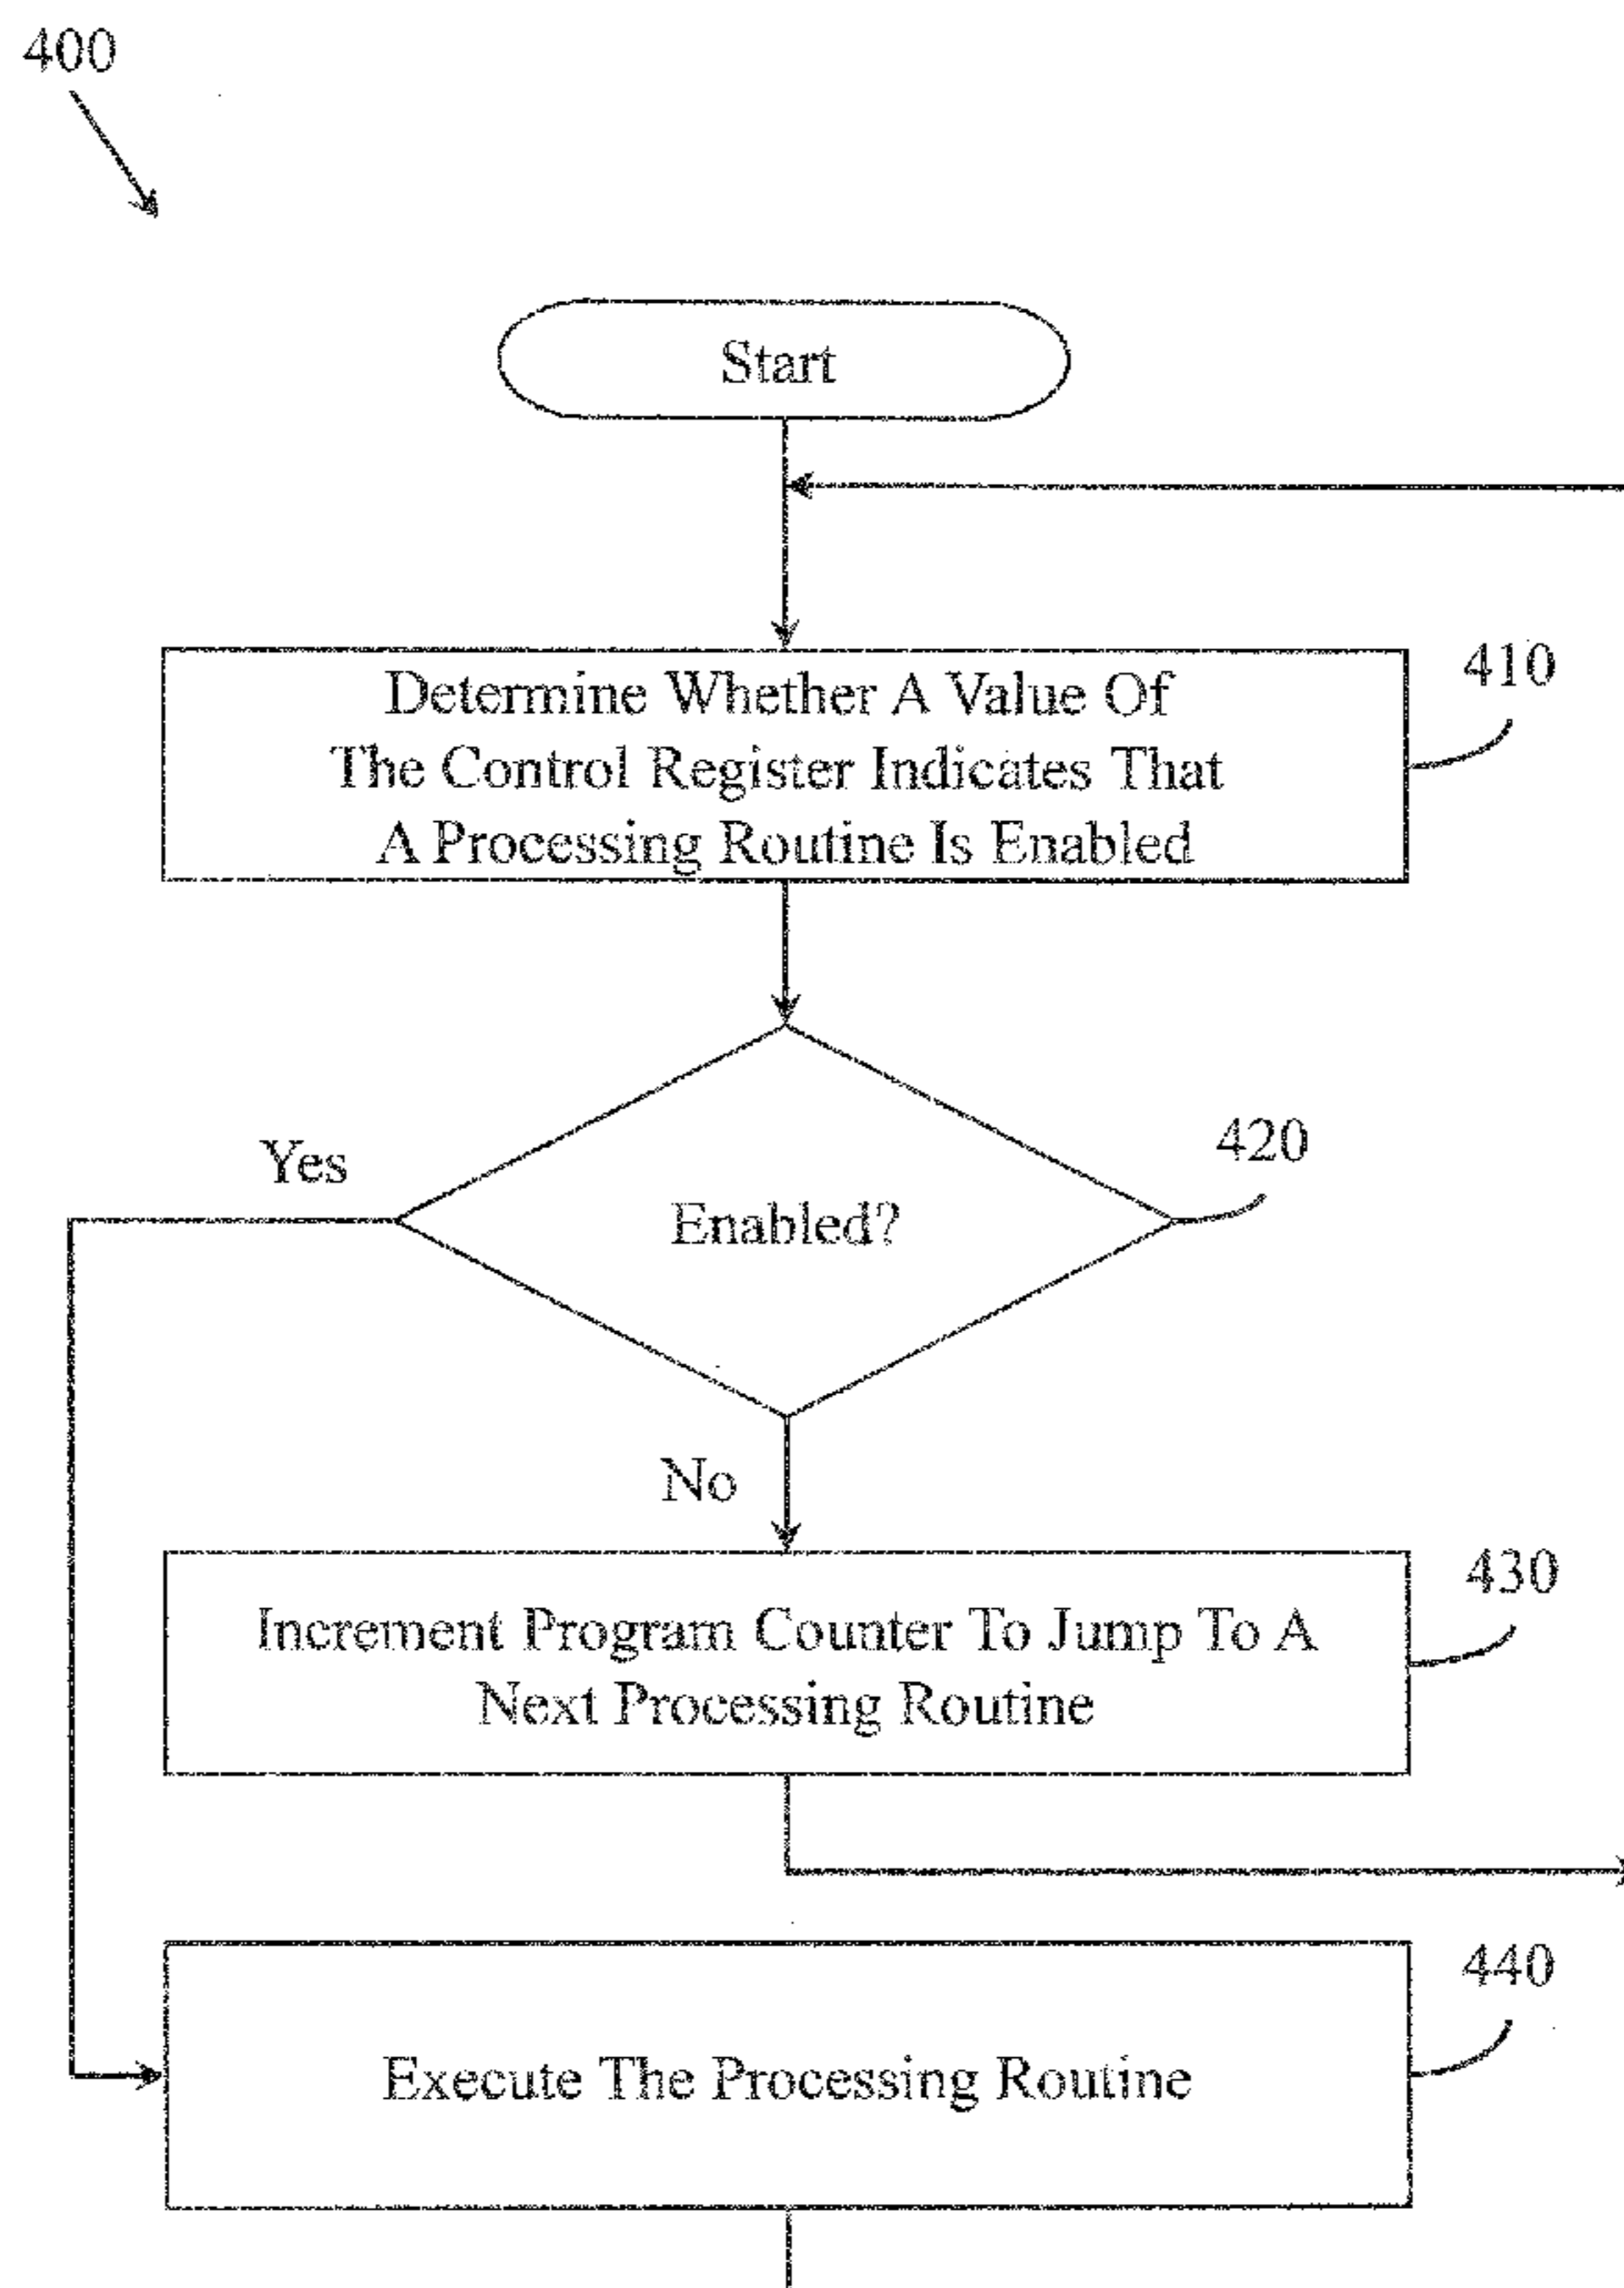 400
Start
410
Determine Whether A Value Of
The Control Register Indicates That
A Processing Routine Is Enabled
420
Yes
Enabled?
No
430
Increment Program Counter To Jump To A
Next Processing Routine
440
Execute The Processing Routine